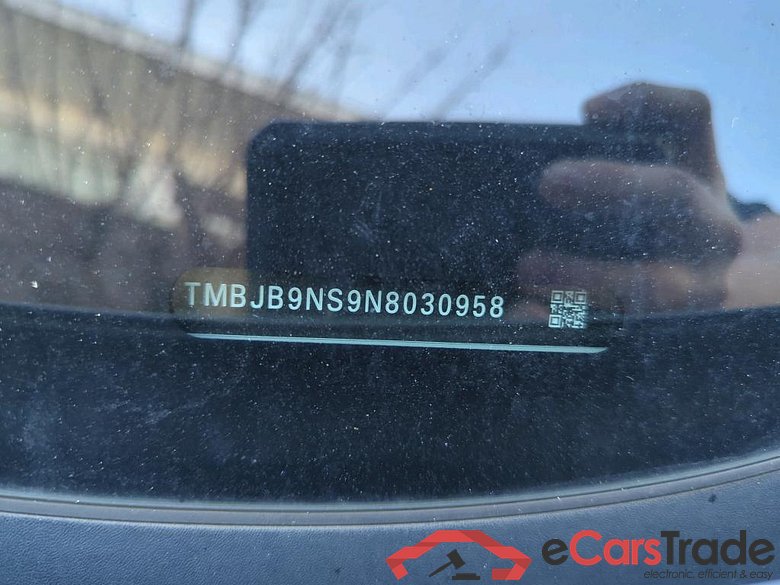 TMBJB9NS9N8030958
eCarsTrade
electronic, efficient & easy